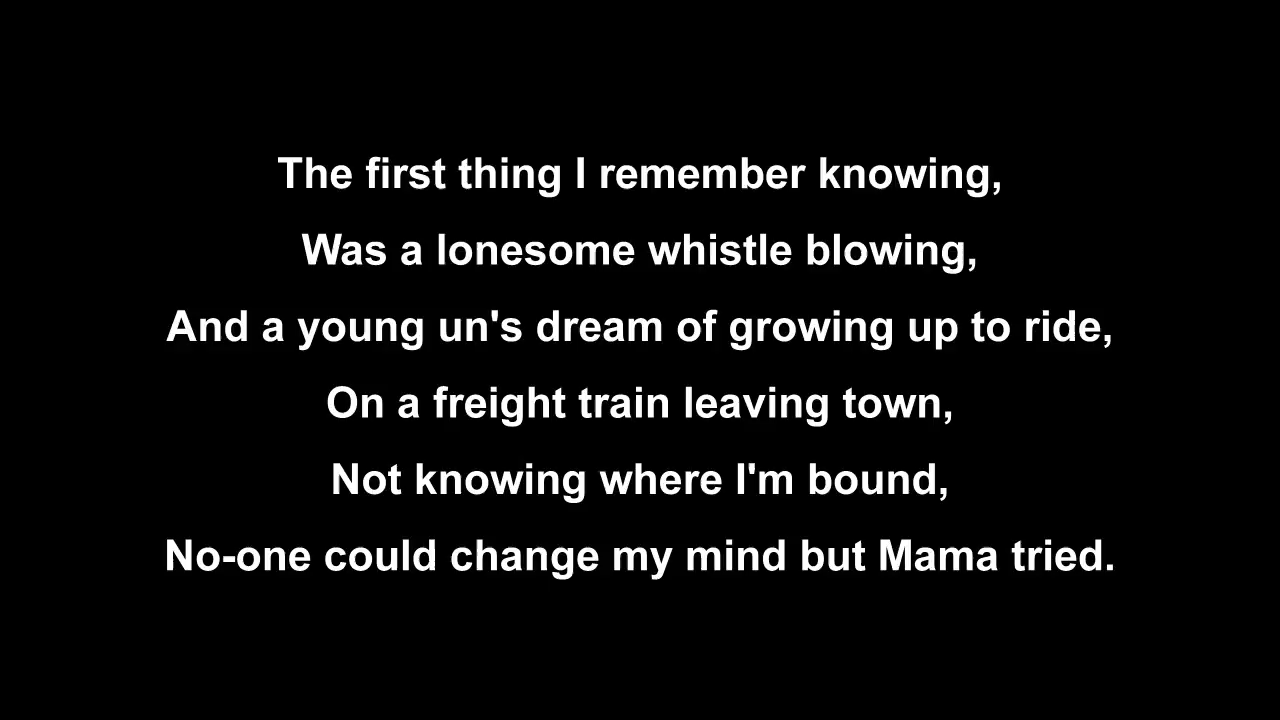 The first thing I remember knowing,
Was a lonesome whistle blowing,
And a young un's dream of growing up to ride,
On a freight train leaving town,
Not knowing where I'm bound,
No-one could change my mind but Mama tried.